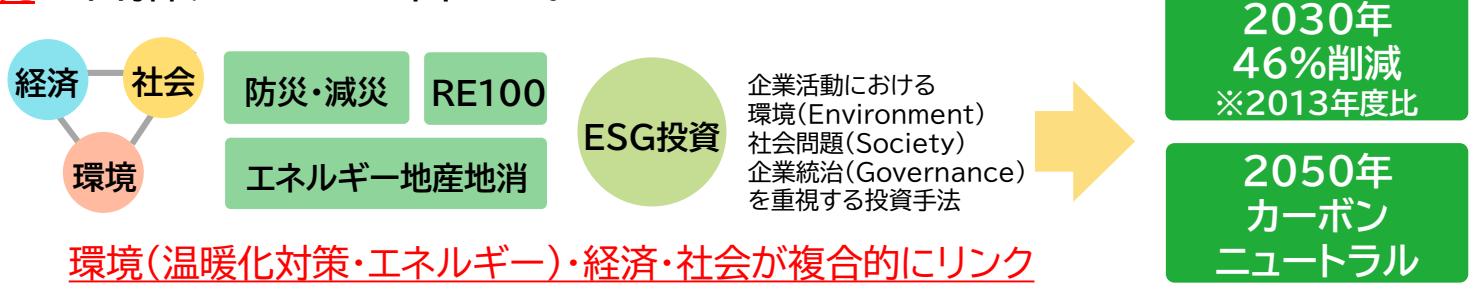 経済
社会
環境
防災・減災
RE100
エネルギー地産地消
ESG投資
企業活動における
環境(Environment)
社会問題(Society)
企業統治(Governance)
を重視する投資手法
2030年
46%削減
※2013年度比
2050年
カーボン
ニュートラル
環境(温暖化対策・エネルギー)・経済・社会が複合的にリンク